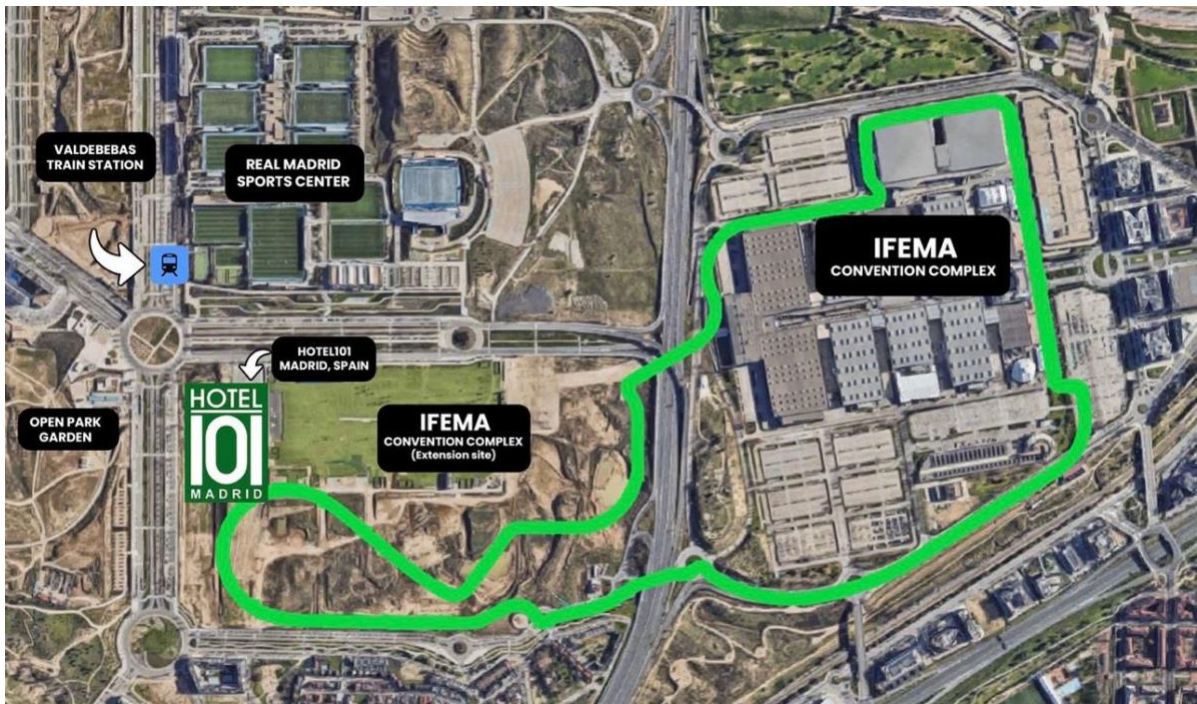 VALDEBEBAS
TRAIN STATION
REAL MADRID
SPORTS CENTER
IFEMA
CONVENTION COMPLEX
HOTEL101
MADRID, SPAIN
HOTEL
101
MADRID
OPEN PARK
GARDEN
IFEMA
CONVENTION COMPLEX
(Extension site)